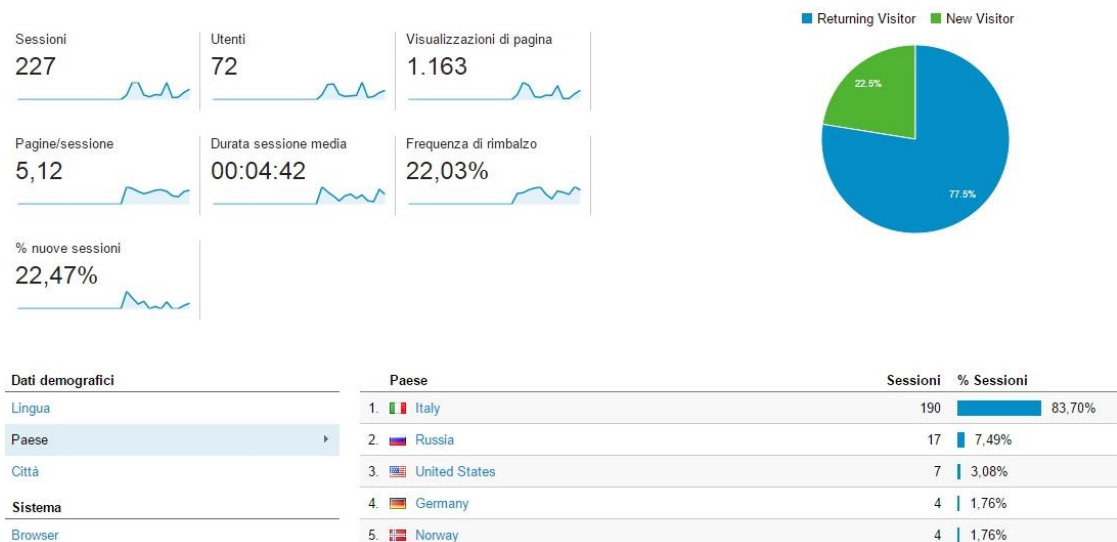 Returning Visitor New Visitor
Sessioni Utenti Visualizzazioni di pagina
227 72 1.163
22.5%
77.5%
Pagine/sessione Durata sessione media Frequenza di rimbalzo
5,12 00:04:42 22,03%
% nuove sessioni
22,47%
Dati demografici
Lingua
Paese
Città
Sistema
Browser
Paese Sessioni % Sessioni
1. Italy 190 83,70%
2. Russia 17 7,49%
3. United States 7 3,08%
4. Germany 4 1,76%
5. Norway 4 1,76%